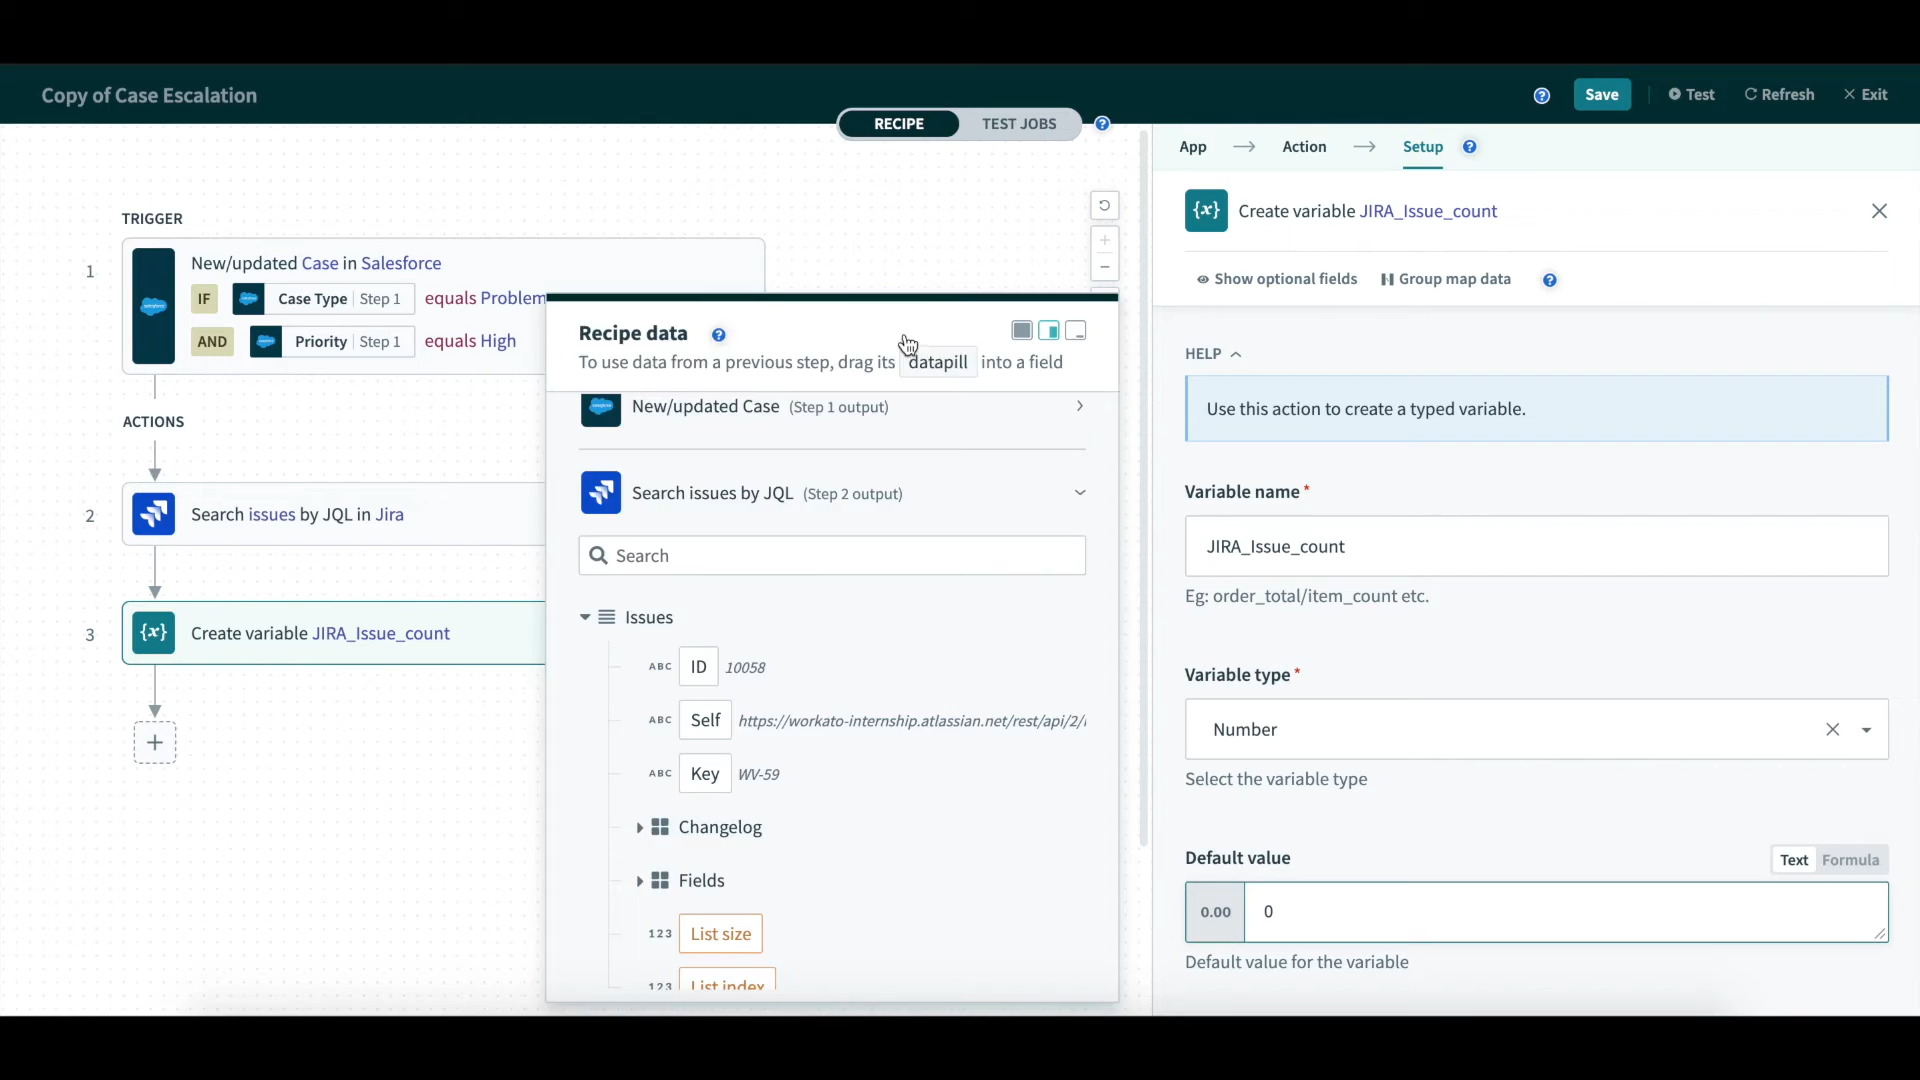 Copy of Case Escalation
Save
Test
Refresh
Exit
RECIPE
TEST JOBS
App
Action
Setup
TRIGGER
1
New/updated Case in Salesforce
IF Case Type Step 1 equals Problem
AND Priority Step 1 equals High
ACTIONS
2
Search issues by JQL in Jira
3
{x} Create variable JIRA_Issue_count
Recipe data
To use data from a previous step, drag its datapill into a field
New/updated Case (Step 1 output)
Search issues by JQL (Step 2 output)
Search
Issues
ABC ID 10058
ABC Self https://workato-internship.atlassian.net/rest/api/2/
ABC Key WV-59
Changelog
Fields
123 List size
123 List index
{x} Create variable JIRA_Issue_count
Show optional fields
Group map data
HELP
Use this action to create a typed variable.
Variable name *
JIRA_Issue_count
Eg: order_total/item_count etc.
Variable type *
Number
Select the variable type
Default value
Text Formula
0.00 0
Default value for the variable